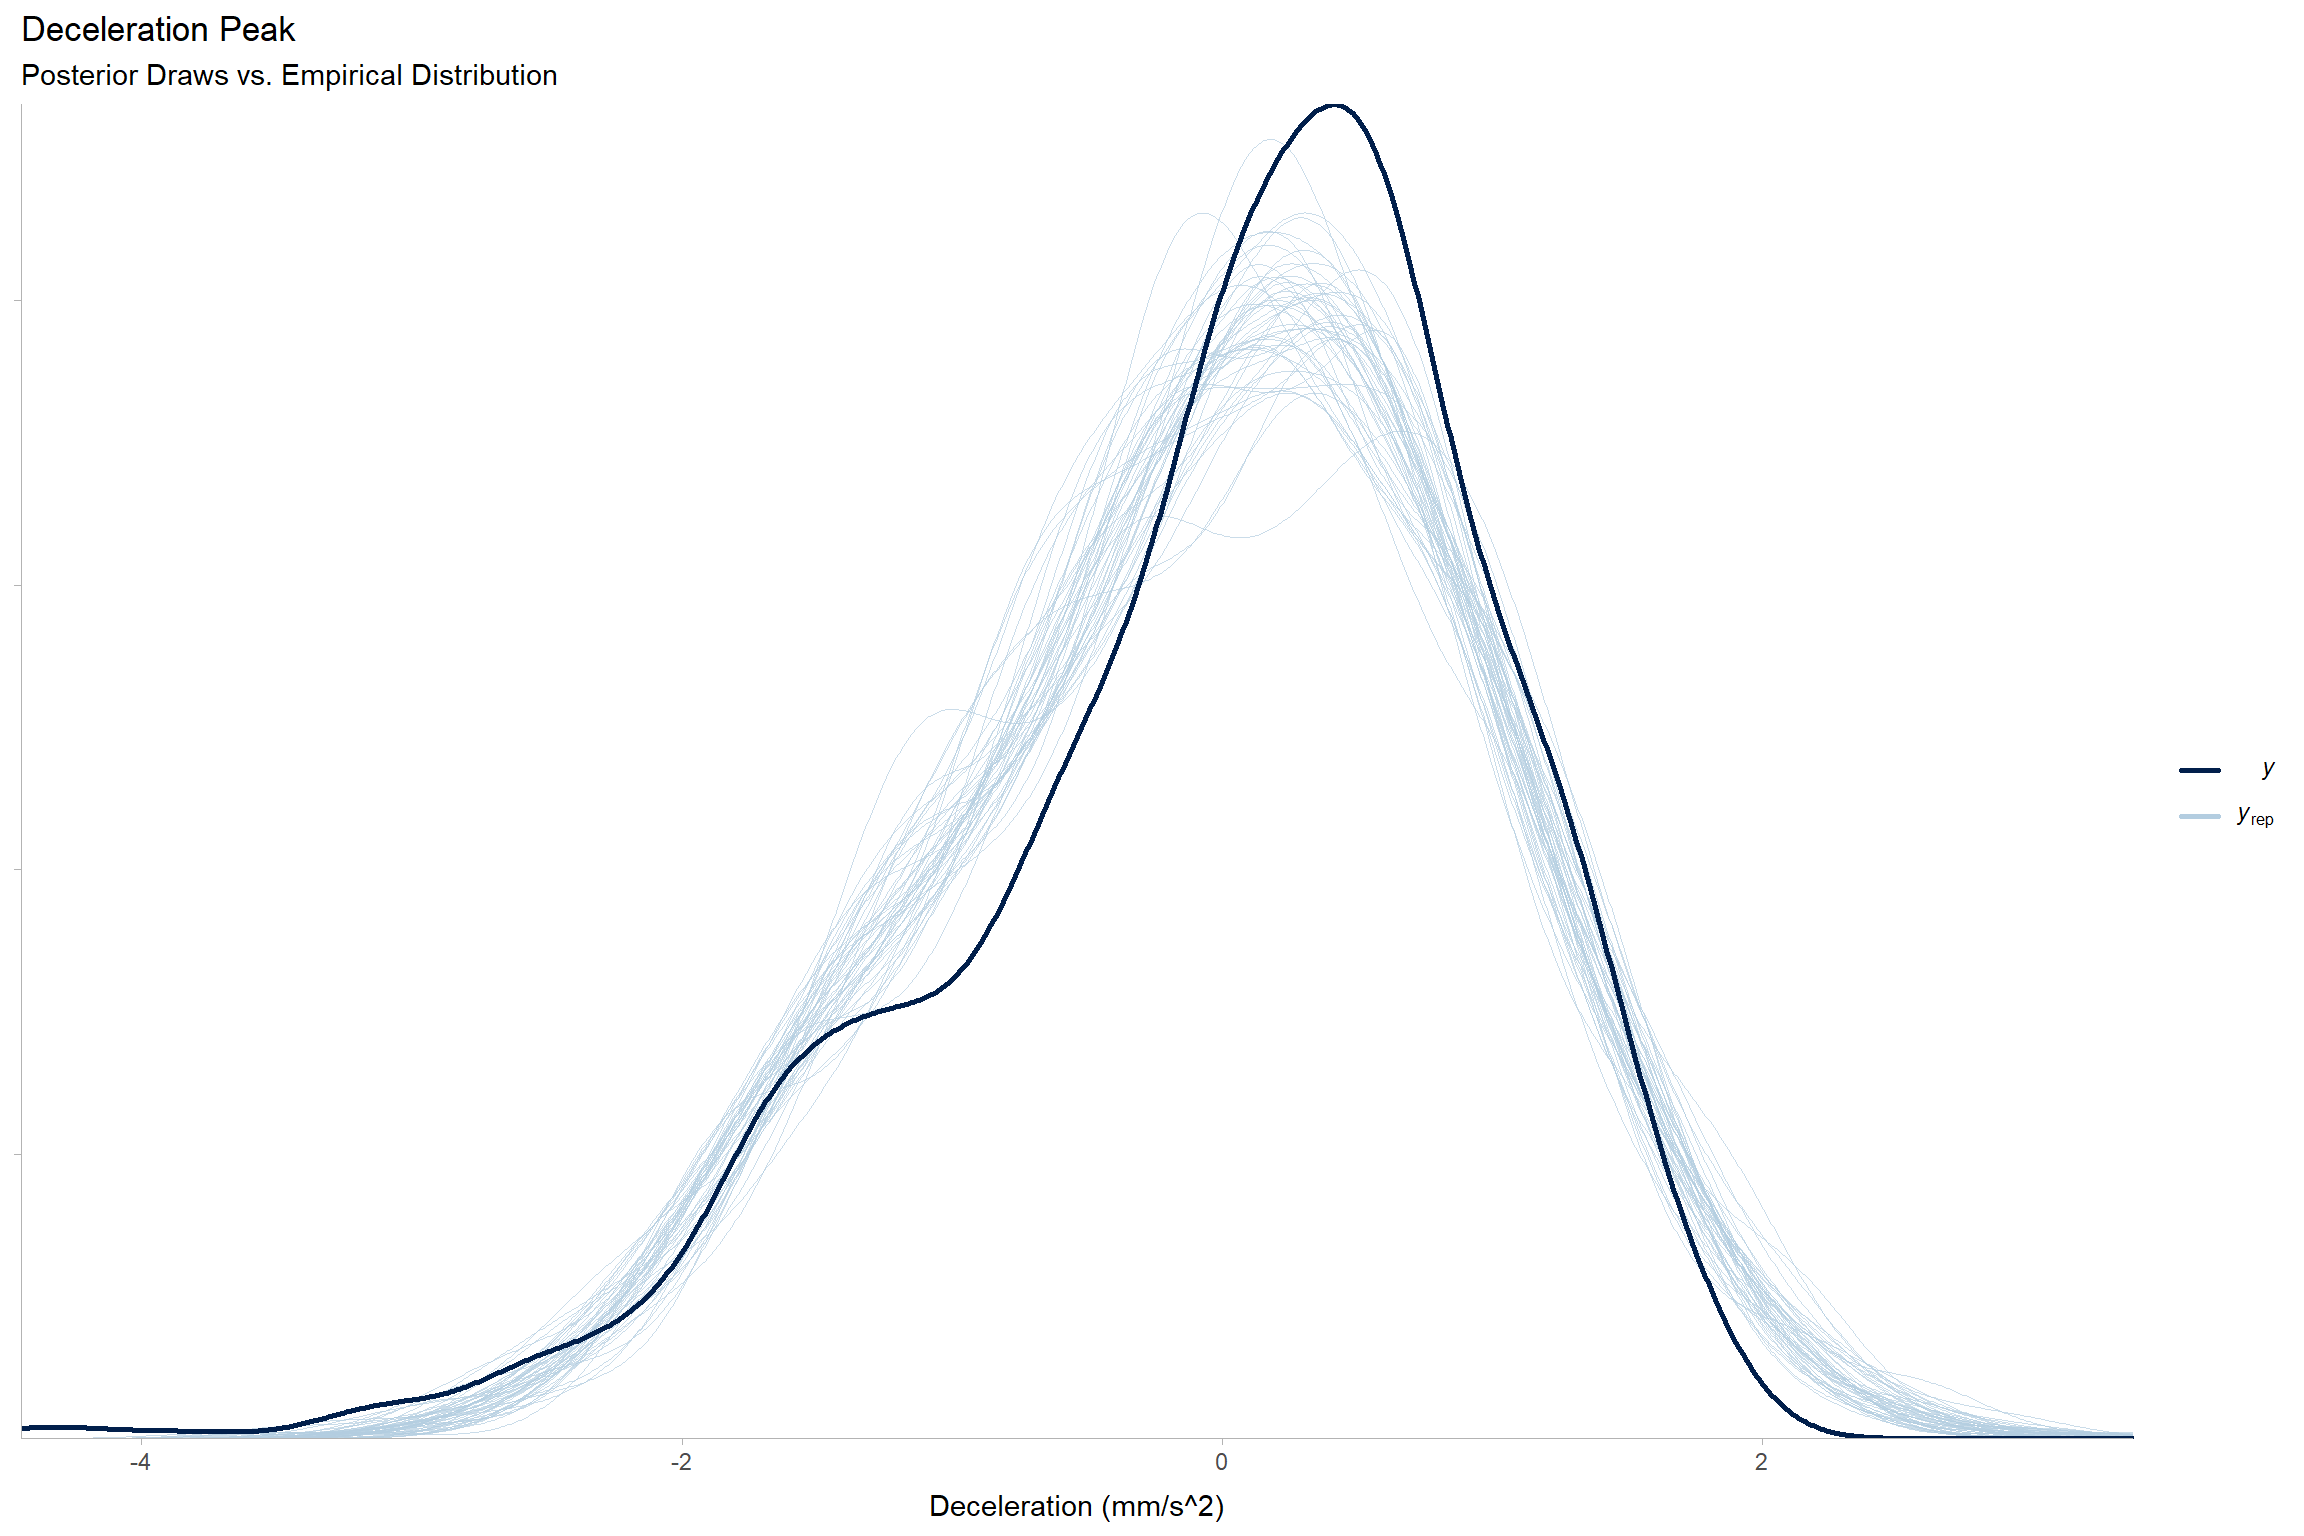 Deceleration Peak
Posterior Draws vs. Empirical Distribution
y
yrep
-4 -2 0 2
Deceleration (mm/s^2)